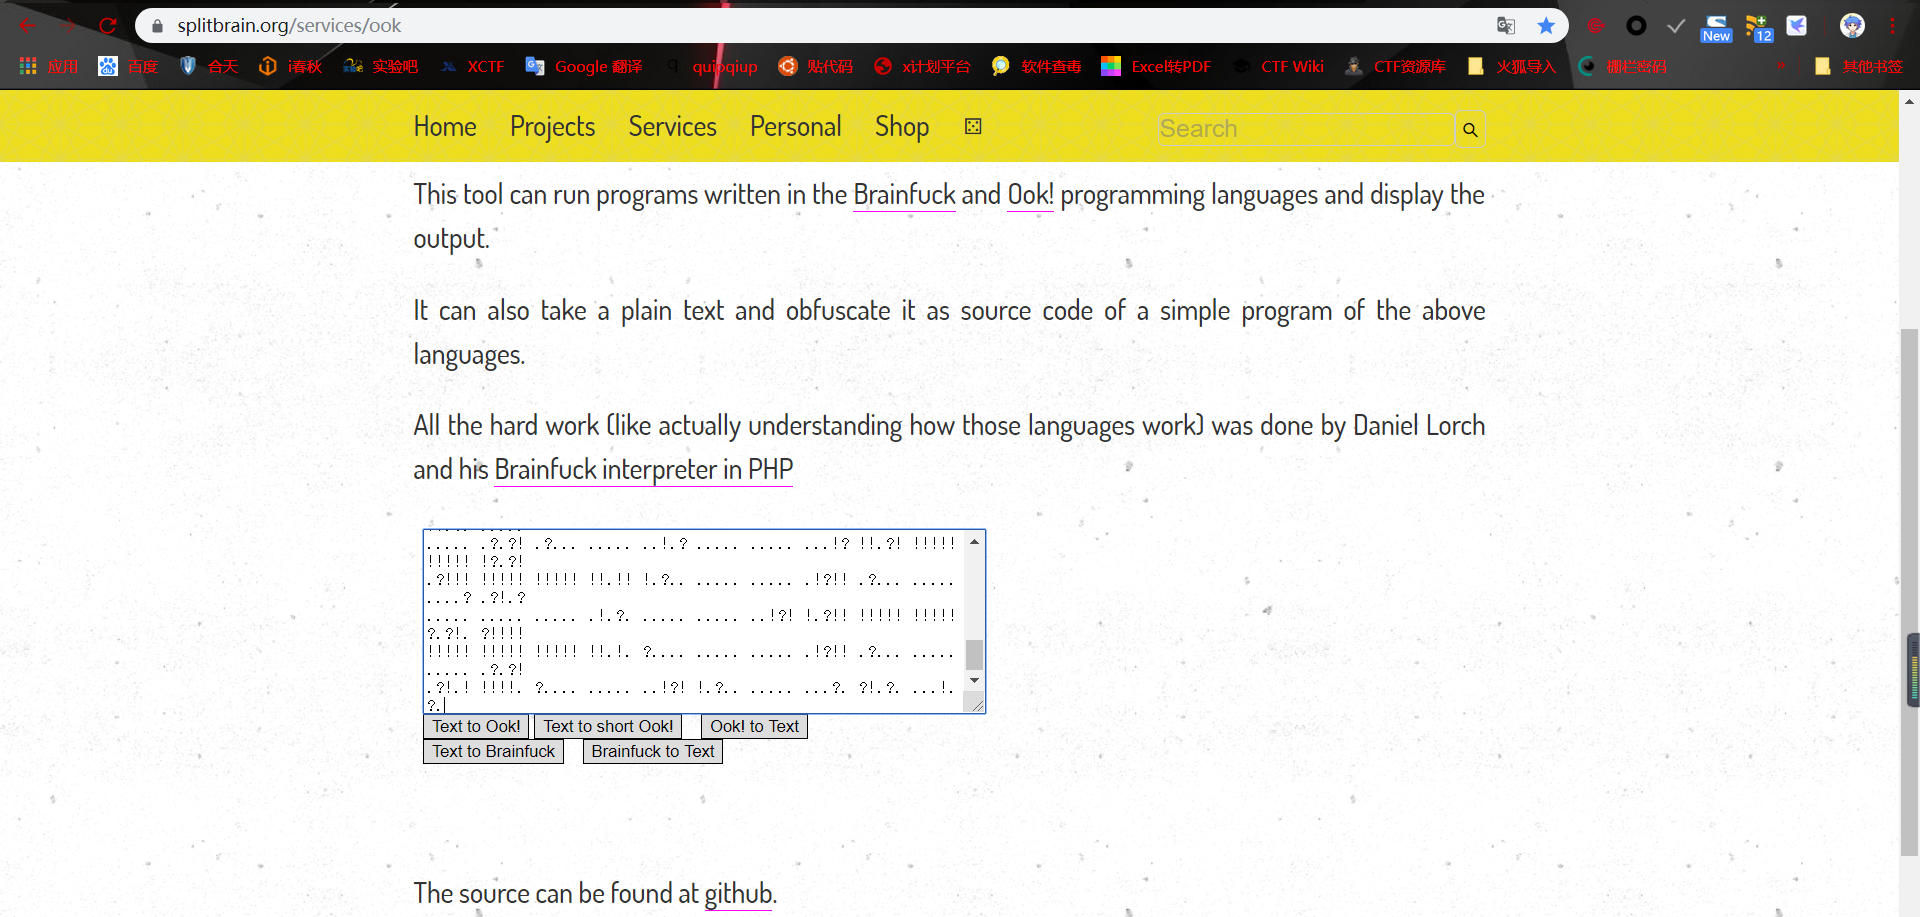 splitbrain.org/services/ook
New
12
应用 百度 合天 i春秋 实验吧 XCTF Google 翻译 quipqiup 贴代码 x计划平台 软件查毒 Excel转PDF CTF Wiki CTF资源库 火狐导入 栅栏密码 » 其他书签
Home Projects Services Personal Shop Search
This tool can run programs written in the Brainfuck and Ook! programming languages and display the
output.
It can also take a plain text and obfuscate it as source code of a simple program of the above
languages.
All the hard work (like actually understanding how those languages work) was done by Daniel Lorch
and his Brainfuck interpreter in PHP
..... .?.?! .?... ..... ..!.? ..... ..... ...!? !!.?! !!!!!
!!!!! !?.?!
.?!!! !!!!! !!!!! !!.!! !.?.. ..... ..... .!?!! .?... .....
....? .?!.?
..... ..... ..... .!.?. ..... ..... ..!?! !.?!! !!!!! !!!!!
?.?!. ?!!!!
!!!!! !!!!! !!!!! !!.!. ?.... ..... ..... .!?!! .?... .....
..... .?.?!
.?!.! !!!!. ?.... ..... ..!?! !.?.. ..... ...?. ?!.?. ...!.
?.
Text to Ook! Text to short Ook! Ook! to Text
Text to Brainfuck Brainfuck to Text
The source can be found at github.